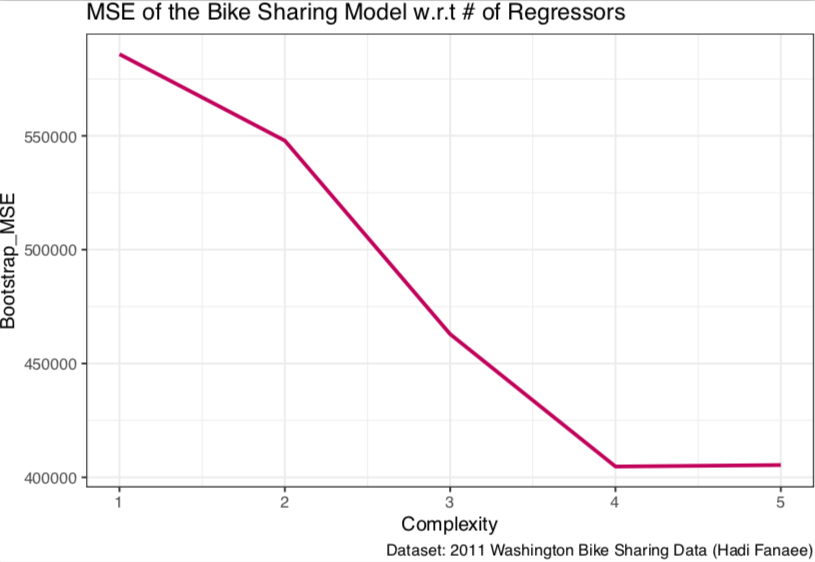 MSE of the Bike Sharing Model w.r.t # of Regressors
Bootstrap_MSE
550000
500000
450000
400000
1 2 3 4 5
Complexity
Dataset: 2011 Washington Bike Sharing Data (Hadi Fanaee)